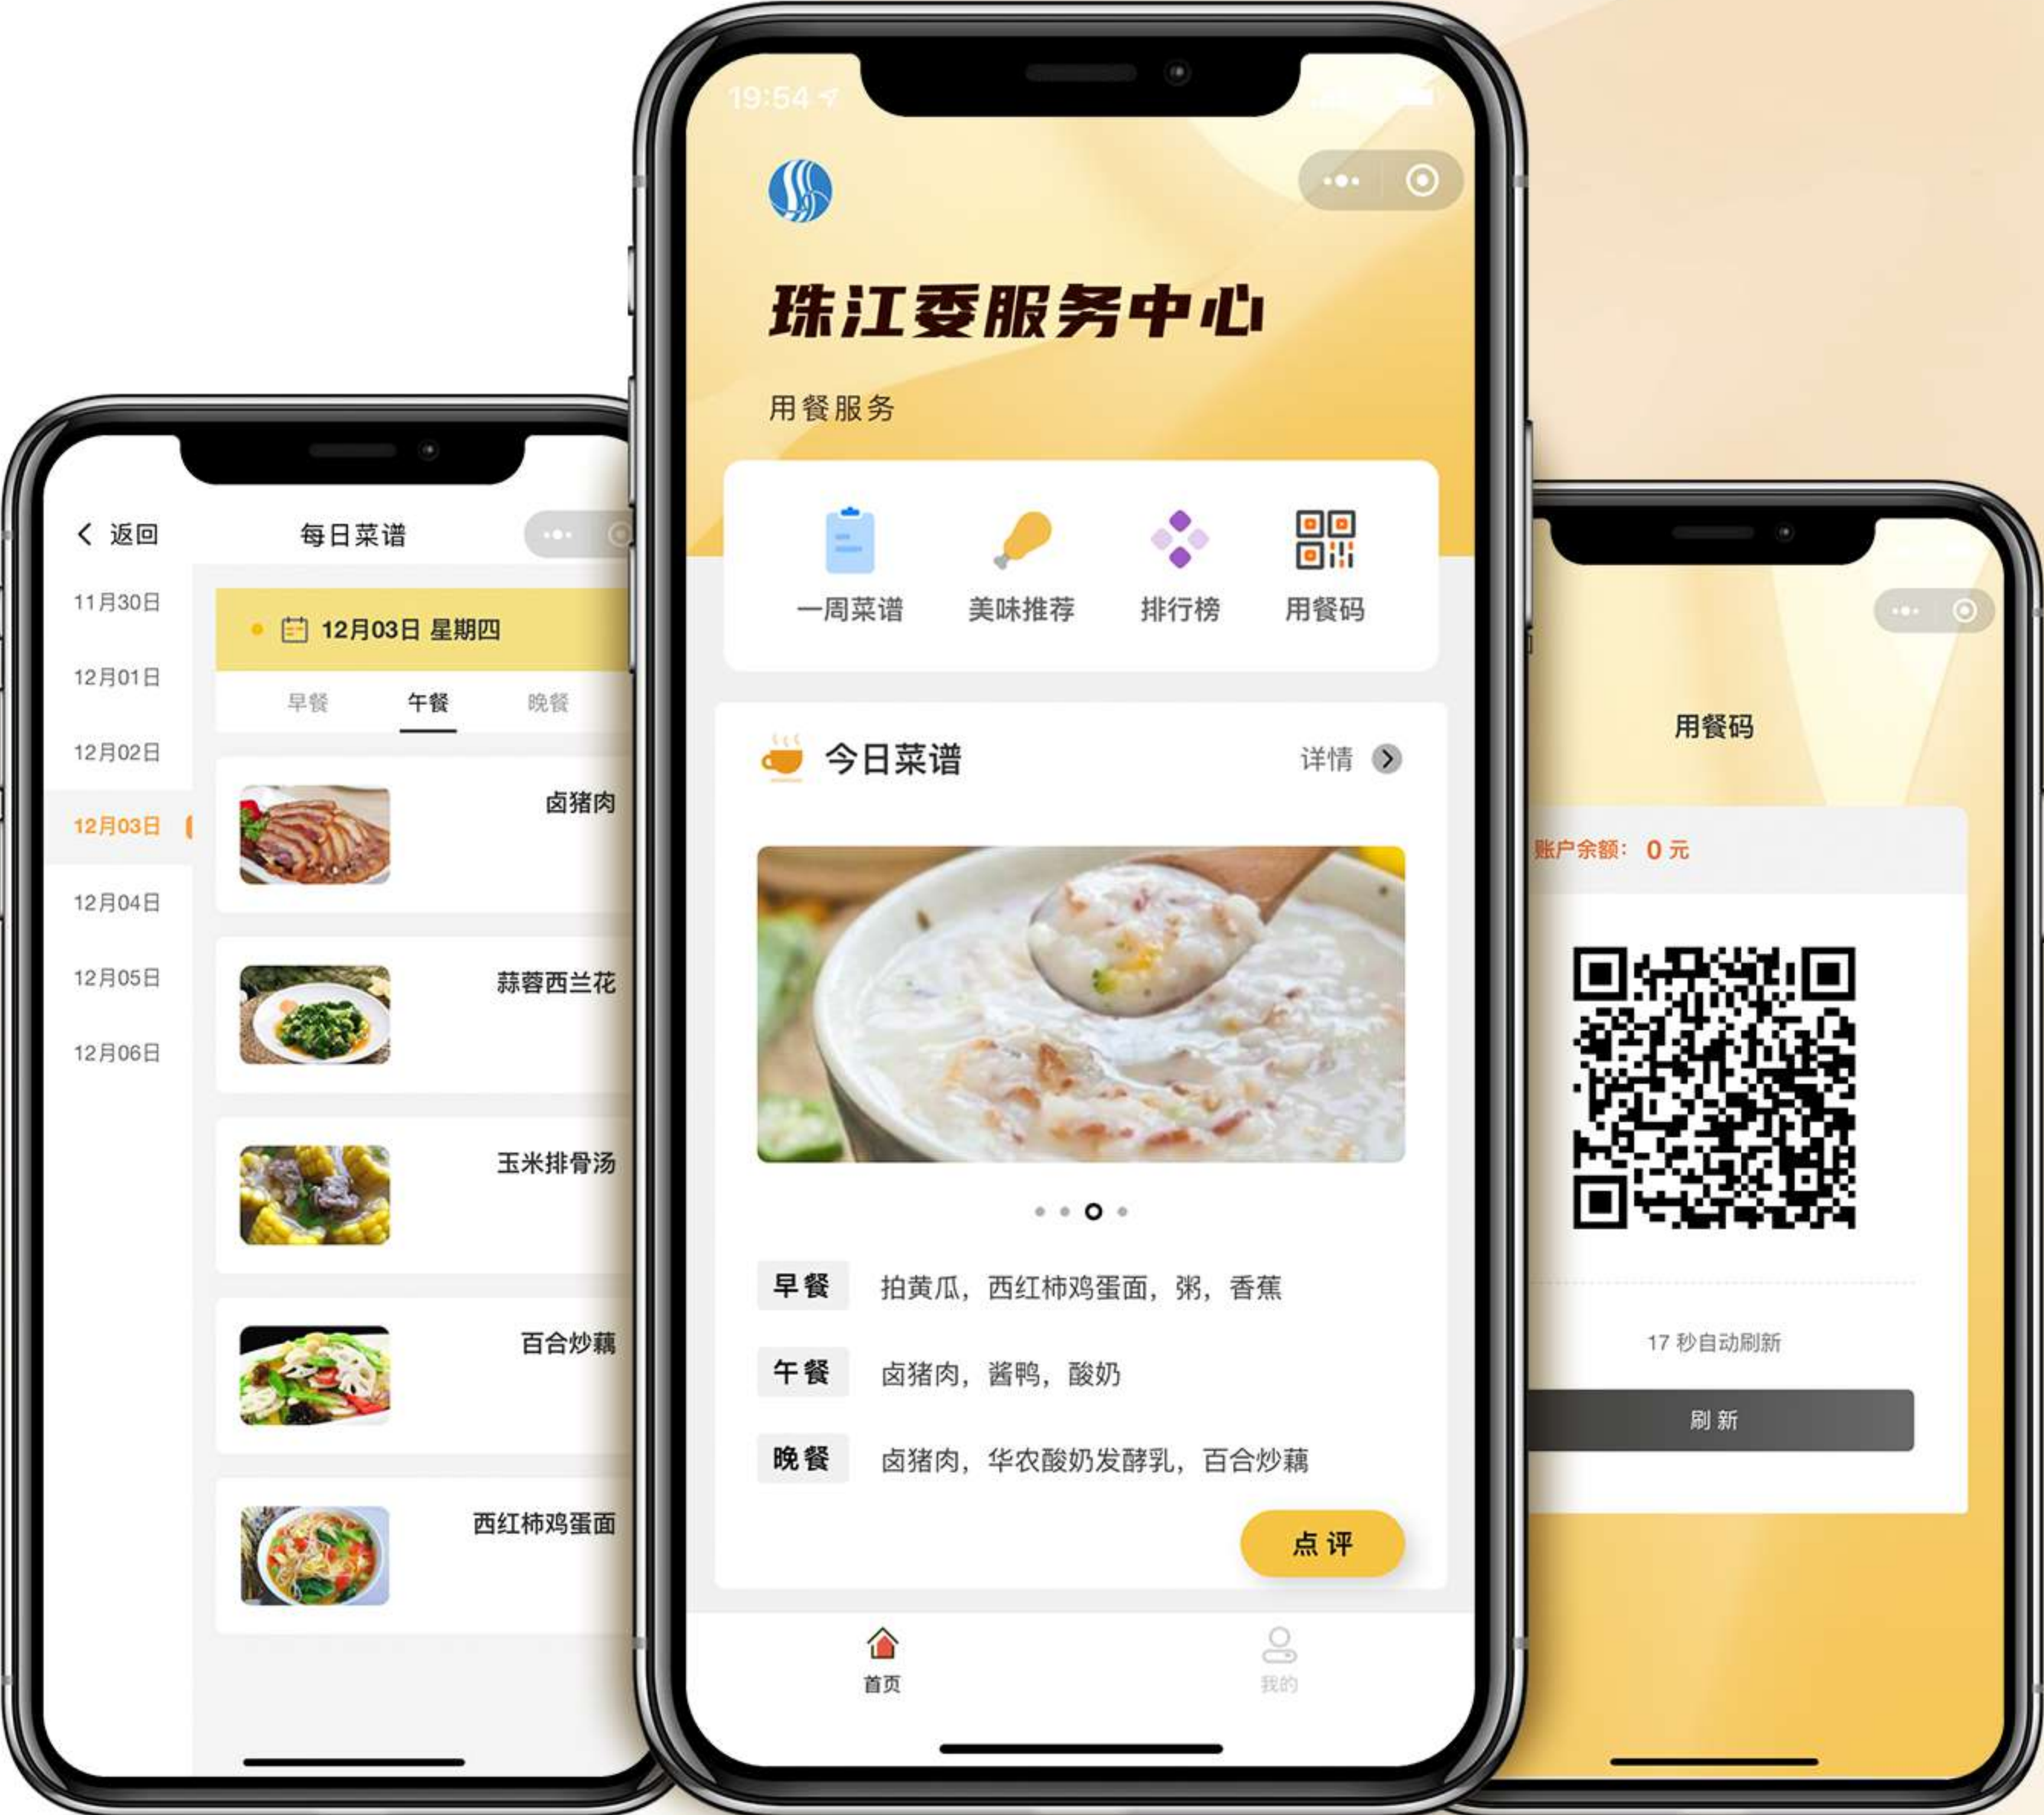 返回
每日菜谱
11月30日
12月01日
12月02日
12月03日
12月04日
12月05日
12月06日
12月03日 星期四
早餐
午餐
晚餐
卤猪肉
蒜蓉西兰花
玉米排骨汤
百合炒藕
西红柿鸡蛋面
19:54
珠江委服务中心
用餐服务
一周菜谱
美味推荐
排行榜
用餐码
今日菜谱
详情
早餐 拍黄瓜，西红柿鸡蛋面，粥，香蕉
午餐 卤猪肉，酱鸭，酸奶
晚餐 卤猪肉，华农酸奶发酵乳，百合炒藕
点评
首页
我的
用餐码
账户余额： 0 元
17 秒自动刷新
刷新